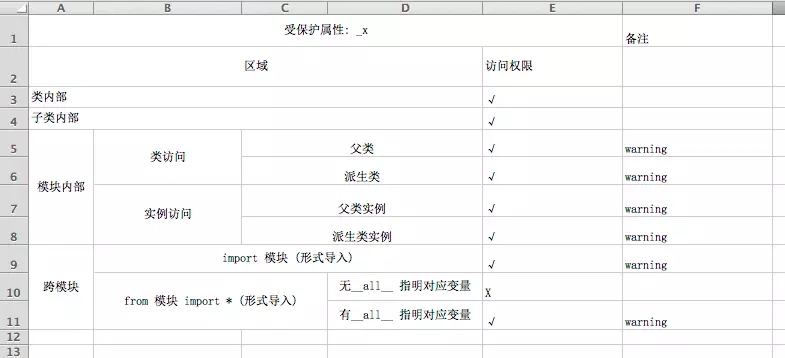 A B C D E F
1 受保护属性: _x 备注
2 区域 访问权限
3 类内部 √
4 子类内部 √
5 类访问 父类 √ warning
6 派生类 √ warning
模块内部
7 实例访问 父类实例 √ warning
8 派生类实例 √ warning
9 import 模块 (形式导入) √ warning
跨模块
10 from 模块 import * (形式导入) 无__all__ 指明对应变量 X
11 有__all__ 指明对应变量 √ warning
12
13